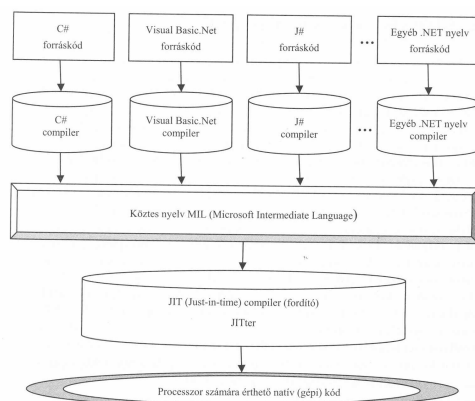 C#
forráskód
Visual Basic.Net
forráskód
J#
forráskód
...
Egyéb .NET nyelv
forráskód
C#
compiler
Visual Basic.Net
compiler
J#
compiler
...
Egyéb .NET nyelv
compiler
Köztes nyelv MIL (Microsoft Intermediate Language)
JIT (Just-in-time) compiler (fordító)
JITter
Processzor számára érthető natív (gépi) kód